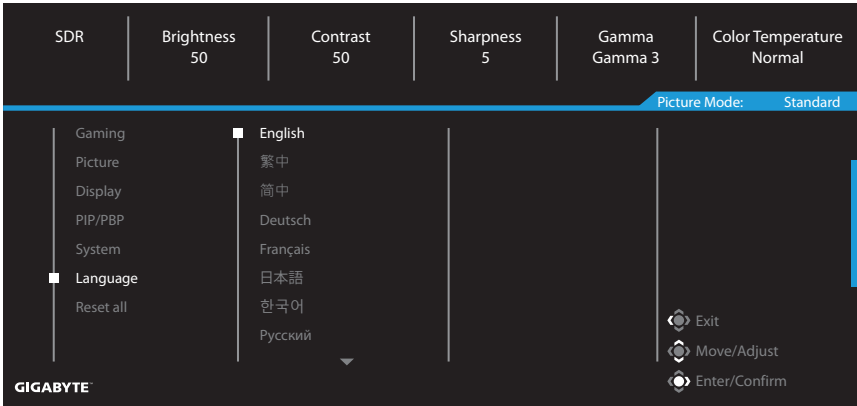 SDR
Brightness
50
Contrast
50
Sharpness
5
Gamma
Gamma 3
Color Temperature
Normal
Picture Mode: Standard
Gaming
Picture
Display
PIP/PBP
System
Language
Reset all
English
繁中
简中
Deutsch
Français
日本語
한국어
Русский
Exit
Move/Adjust
Enter/Confirm
GIGABYTE™